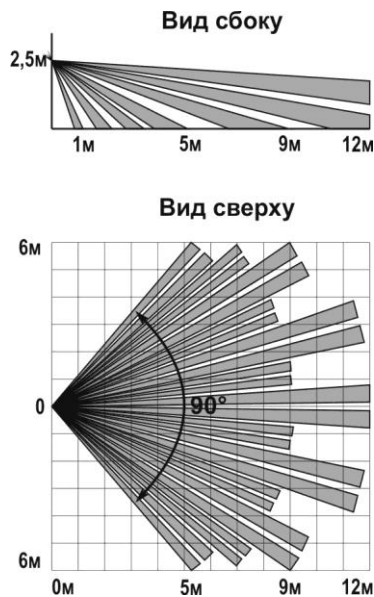 Вид сбоку
2,5м
1м 5м 9м 12м
Вид сверху
6м
0
90°
6м
0м 5м 9м 12м